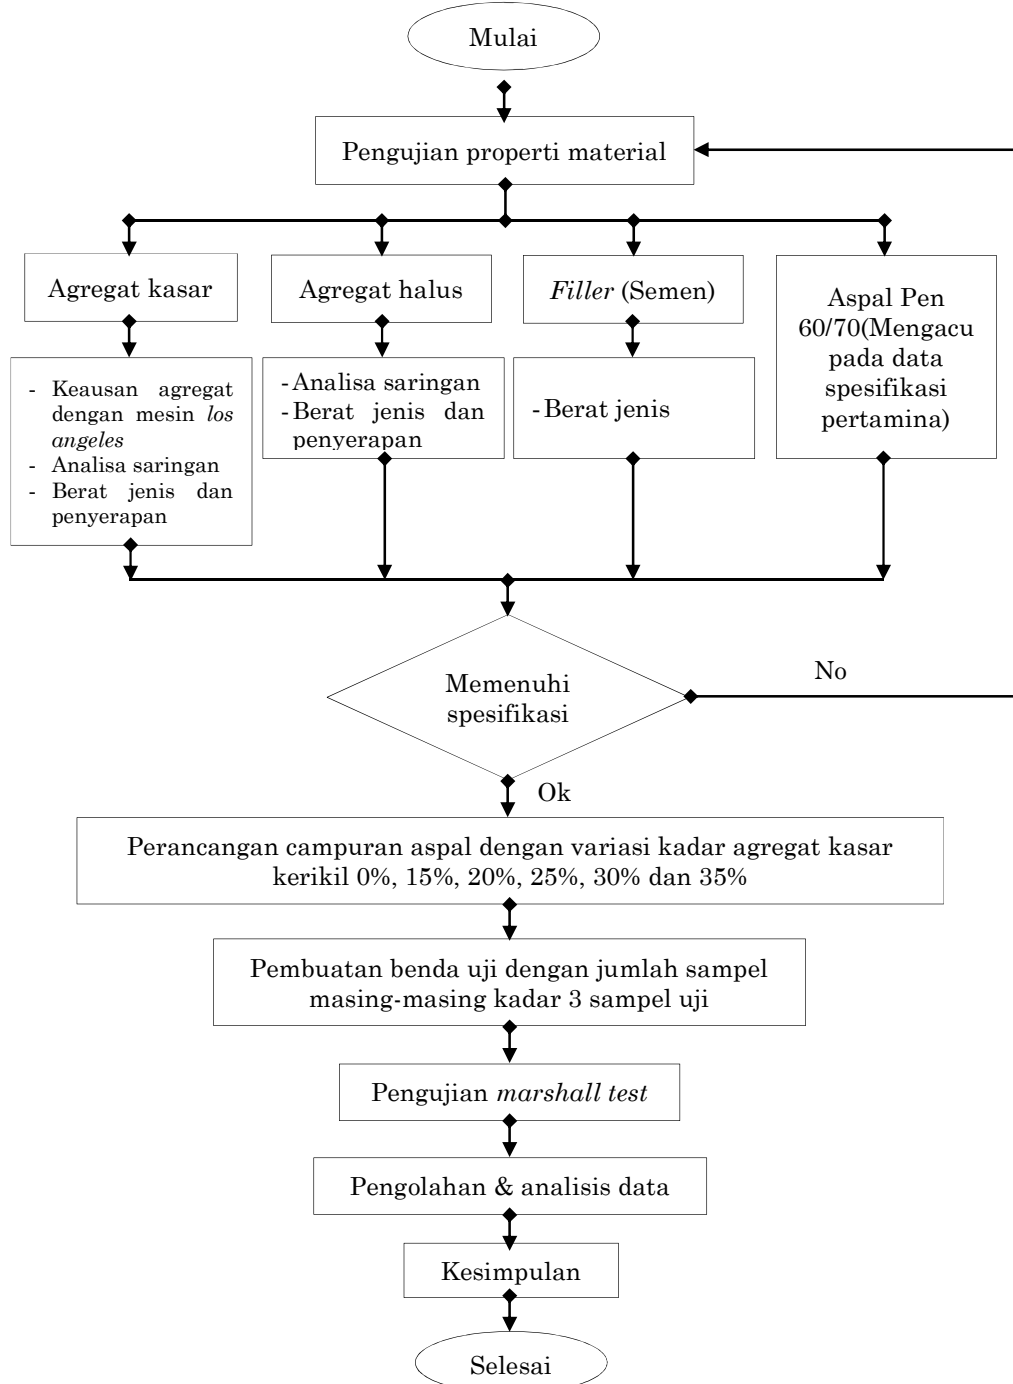 Mulai
Pengujian properti material
Agregat kasar
Agregat halus
Filler (Semen)
Aspal Pen
60/70(Mengacu
pada data
spesifikasi
pertamina)
- Keausan agregat
dengan mesin los
angeles
- Analisa saringan
- Berat jenis dan
penyerapan
- Analisa saringan
- Berat jenis dan
penyerapan
- Berat jenis
Memenuhi
spesifikasi
No
Ok
Perancangan campuran aspal dengan variasi kadar agregat kasar
kerikil 0%, 15%, 20%, 25%, 30% dan 35%
Pembuatan benda uji dengan jumlah sampel
masing-masing kadar 3 sampel uji
Pengujian marshall test
Pengolahan & analisis data
Kesimpulan
Selesai